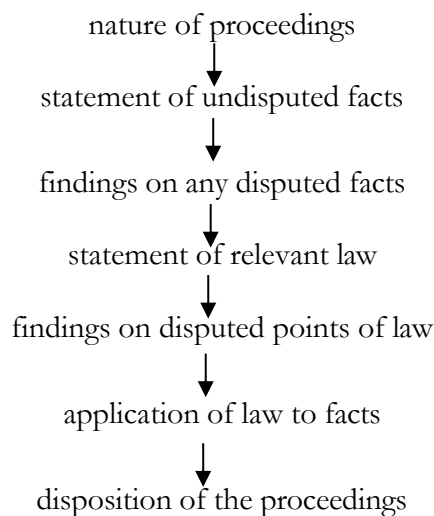 nature of proceedings
statement of undisputed facts
findings on any disputed facts
statement of relevant law
findings on disputed points of law
application of law to facts
disposition of the proceedings